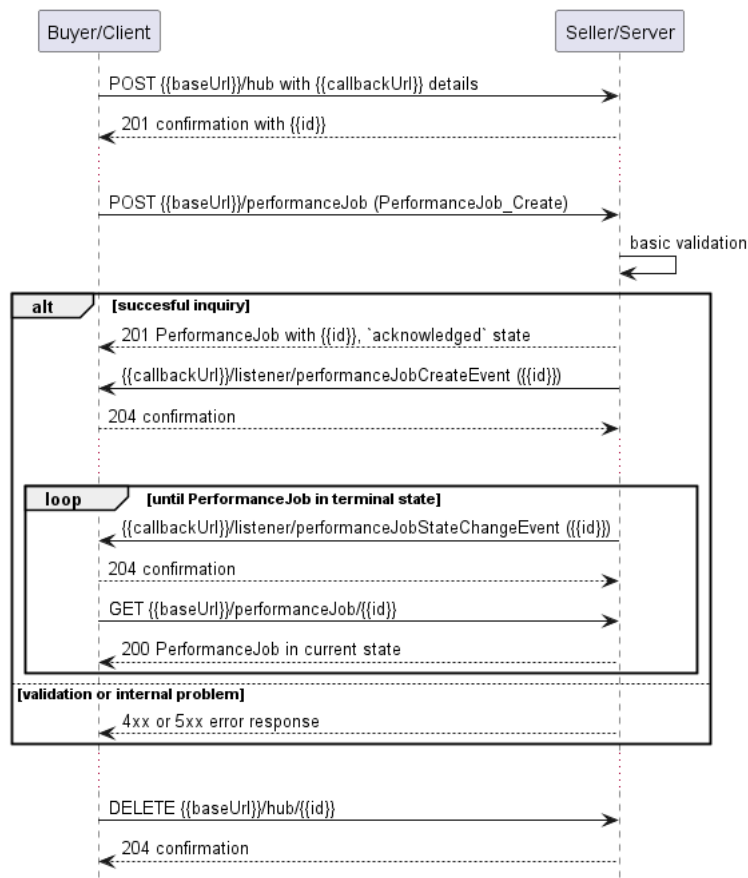 Buyer/Client
Seller/Server
POST {{baseUrl}}/hub with {{callbackUrl}} details
201 confirmation with {{id}}
POST {{baseUrl}}/performanceJob (PerformanceJob_Create)
basic validation
alt
[succesful inquiry]
201 PerformanceJob with {{id}}, `acknowledged` state
{{callbackUrl}}/listener/performanceJobCreateEvent ({{id}})
204 confirmation
loop
[until PerformanceJob in terminal state]
{{callbackUrl}}/listener/performanceJobStateChangeEvent ({{id}})
204 confirmation
GET {{baseUrl}}/performanceJob/{{id}}
200 PerformanceJob in current state
[validation or internal problem]
4xx or 5xx error response
DELETE {{baseUrl}}/hub/{{id}}
204 confirmation